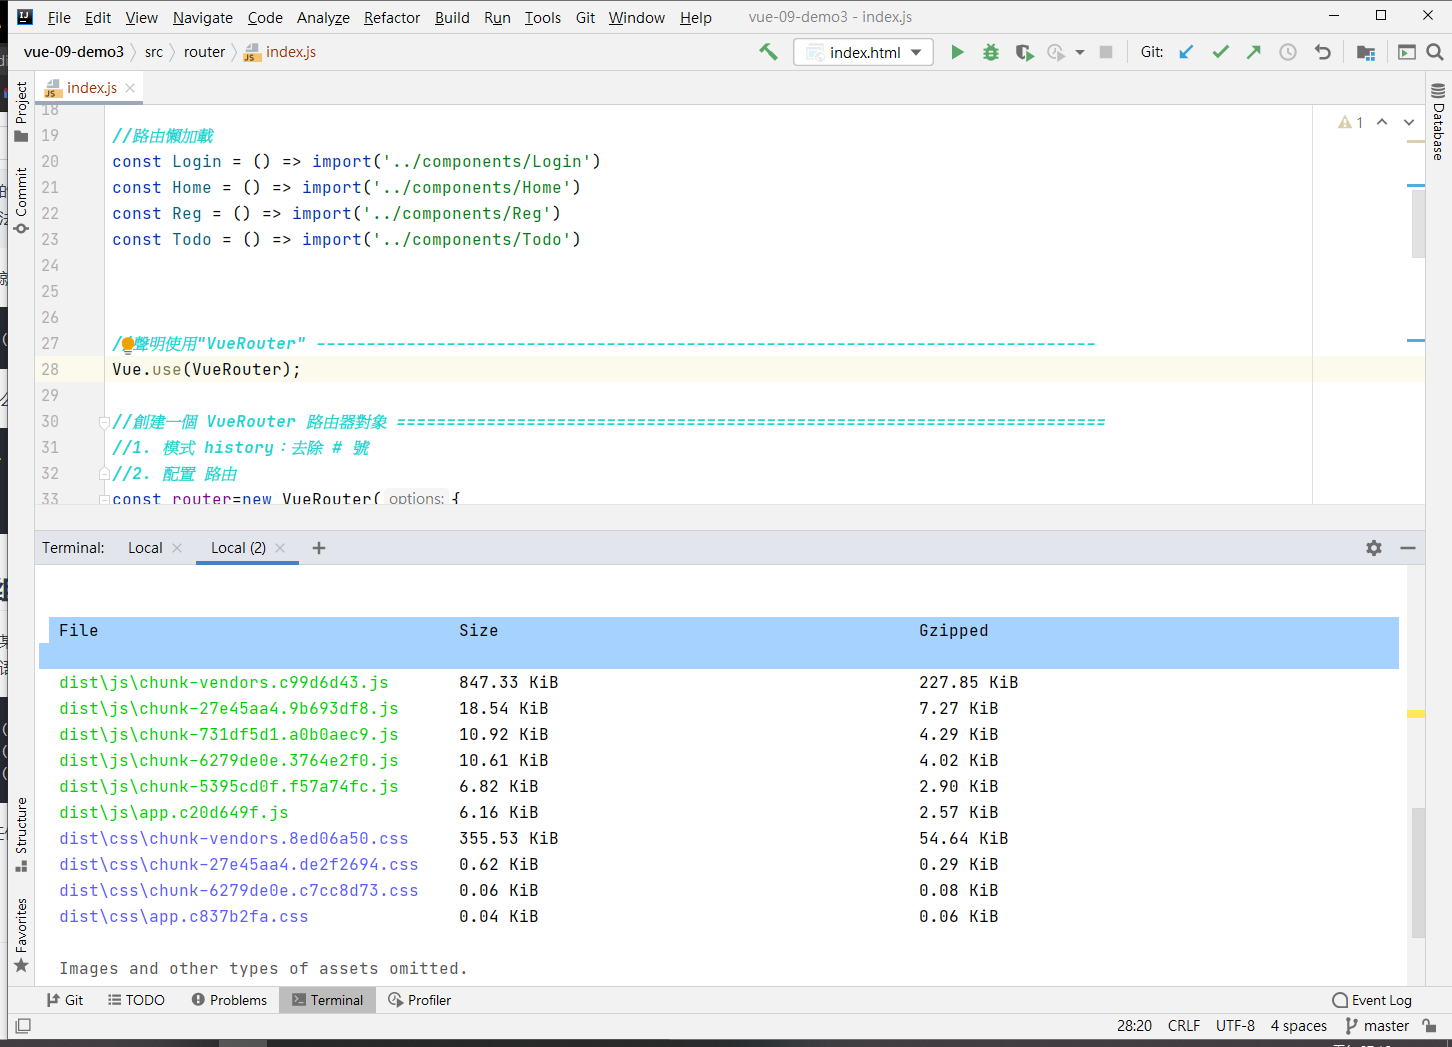 File Edit View Navigate Code Analyze Refactor Build Run Tools Git Window Help vue-09-demo3 - index.js
vue-09-demo3 src router index.js index.html Git:
index.js
Project
Commit
Structure
Favorites
Database
1
18
19 //路由懶加載
20 const Login = () => import('../components/Login')
21 const Home = () => import('../components/Home')
22 const Reg = () => import('../components/Reg')
23 const Todo = () => import('../components/Todo')
24
25
26
27 //聲明使用"VueRouter" ------------------------------------------------------------------------------
28 Vue.use(VueRouter);
29
30 //創建一個 VueRouter 路由器對象 =======================================================================
31 //1. 模式 history：去除 # 號
32 //2. 配置 路由
33 const router=new VueRouter( options: {
Terminal: Local Local (2)
File Size Gzipped
dist\js\chunk-vendors.c99d6d43.js 847.33 KiB 227.85 KiB
dist\js\chunk-27e45aa4.9b693df8.js 18.54 KiB 7.27 KiB
dist\js\chunk-731df5d1.a0b0aec9.js 10.92 KiB 4.29 KiB
dist\js\chunk-6279de0e.3764e2f0.js 10.61 KiB 4.02 KiB
dist\js\chunk-5395cd0f.f57a74fc.js 6.82 KiB 2.90 KiB
dist\js\app.c20d649f.js 6.16 KiB 2.57 KiB
dist\css\chunk-vendors.8ed06a50.css 355.53 KiB 54.64 KiB
dist\css\chunk-27e45aa4.de2f2694.css 0.62 KiB 0.29 KiB
dist\css\chunk-6279de0e.c7cc8d73.css 0.06 KiB 0.08 KiB
dist\css\app.c837b2fa.css 0.04 KiB 0.06 KiB
Images and other types of assets omitted.
Git TODO Problems Terminal Profiler Event Log
28:20 CRLF UTF-8 4 spaces master